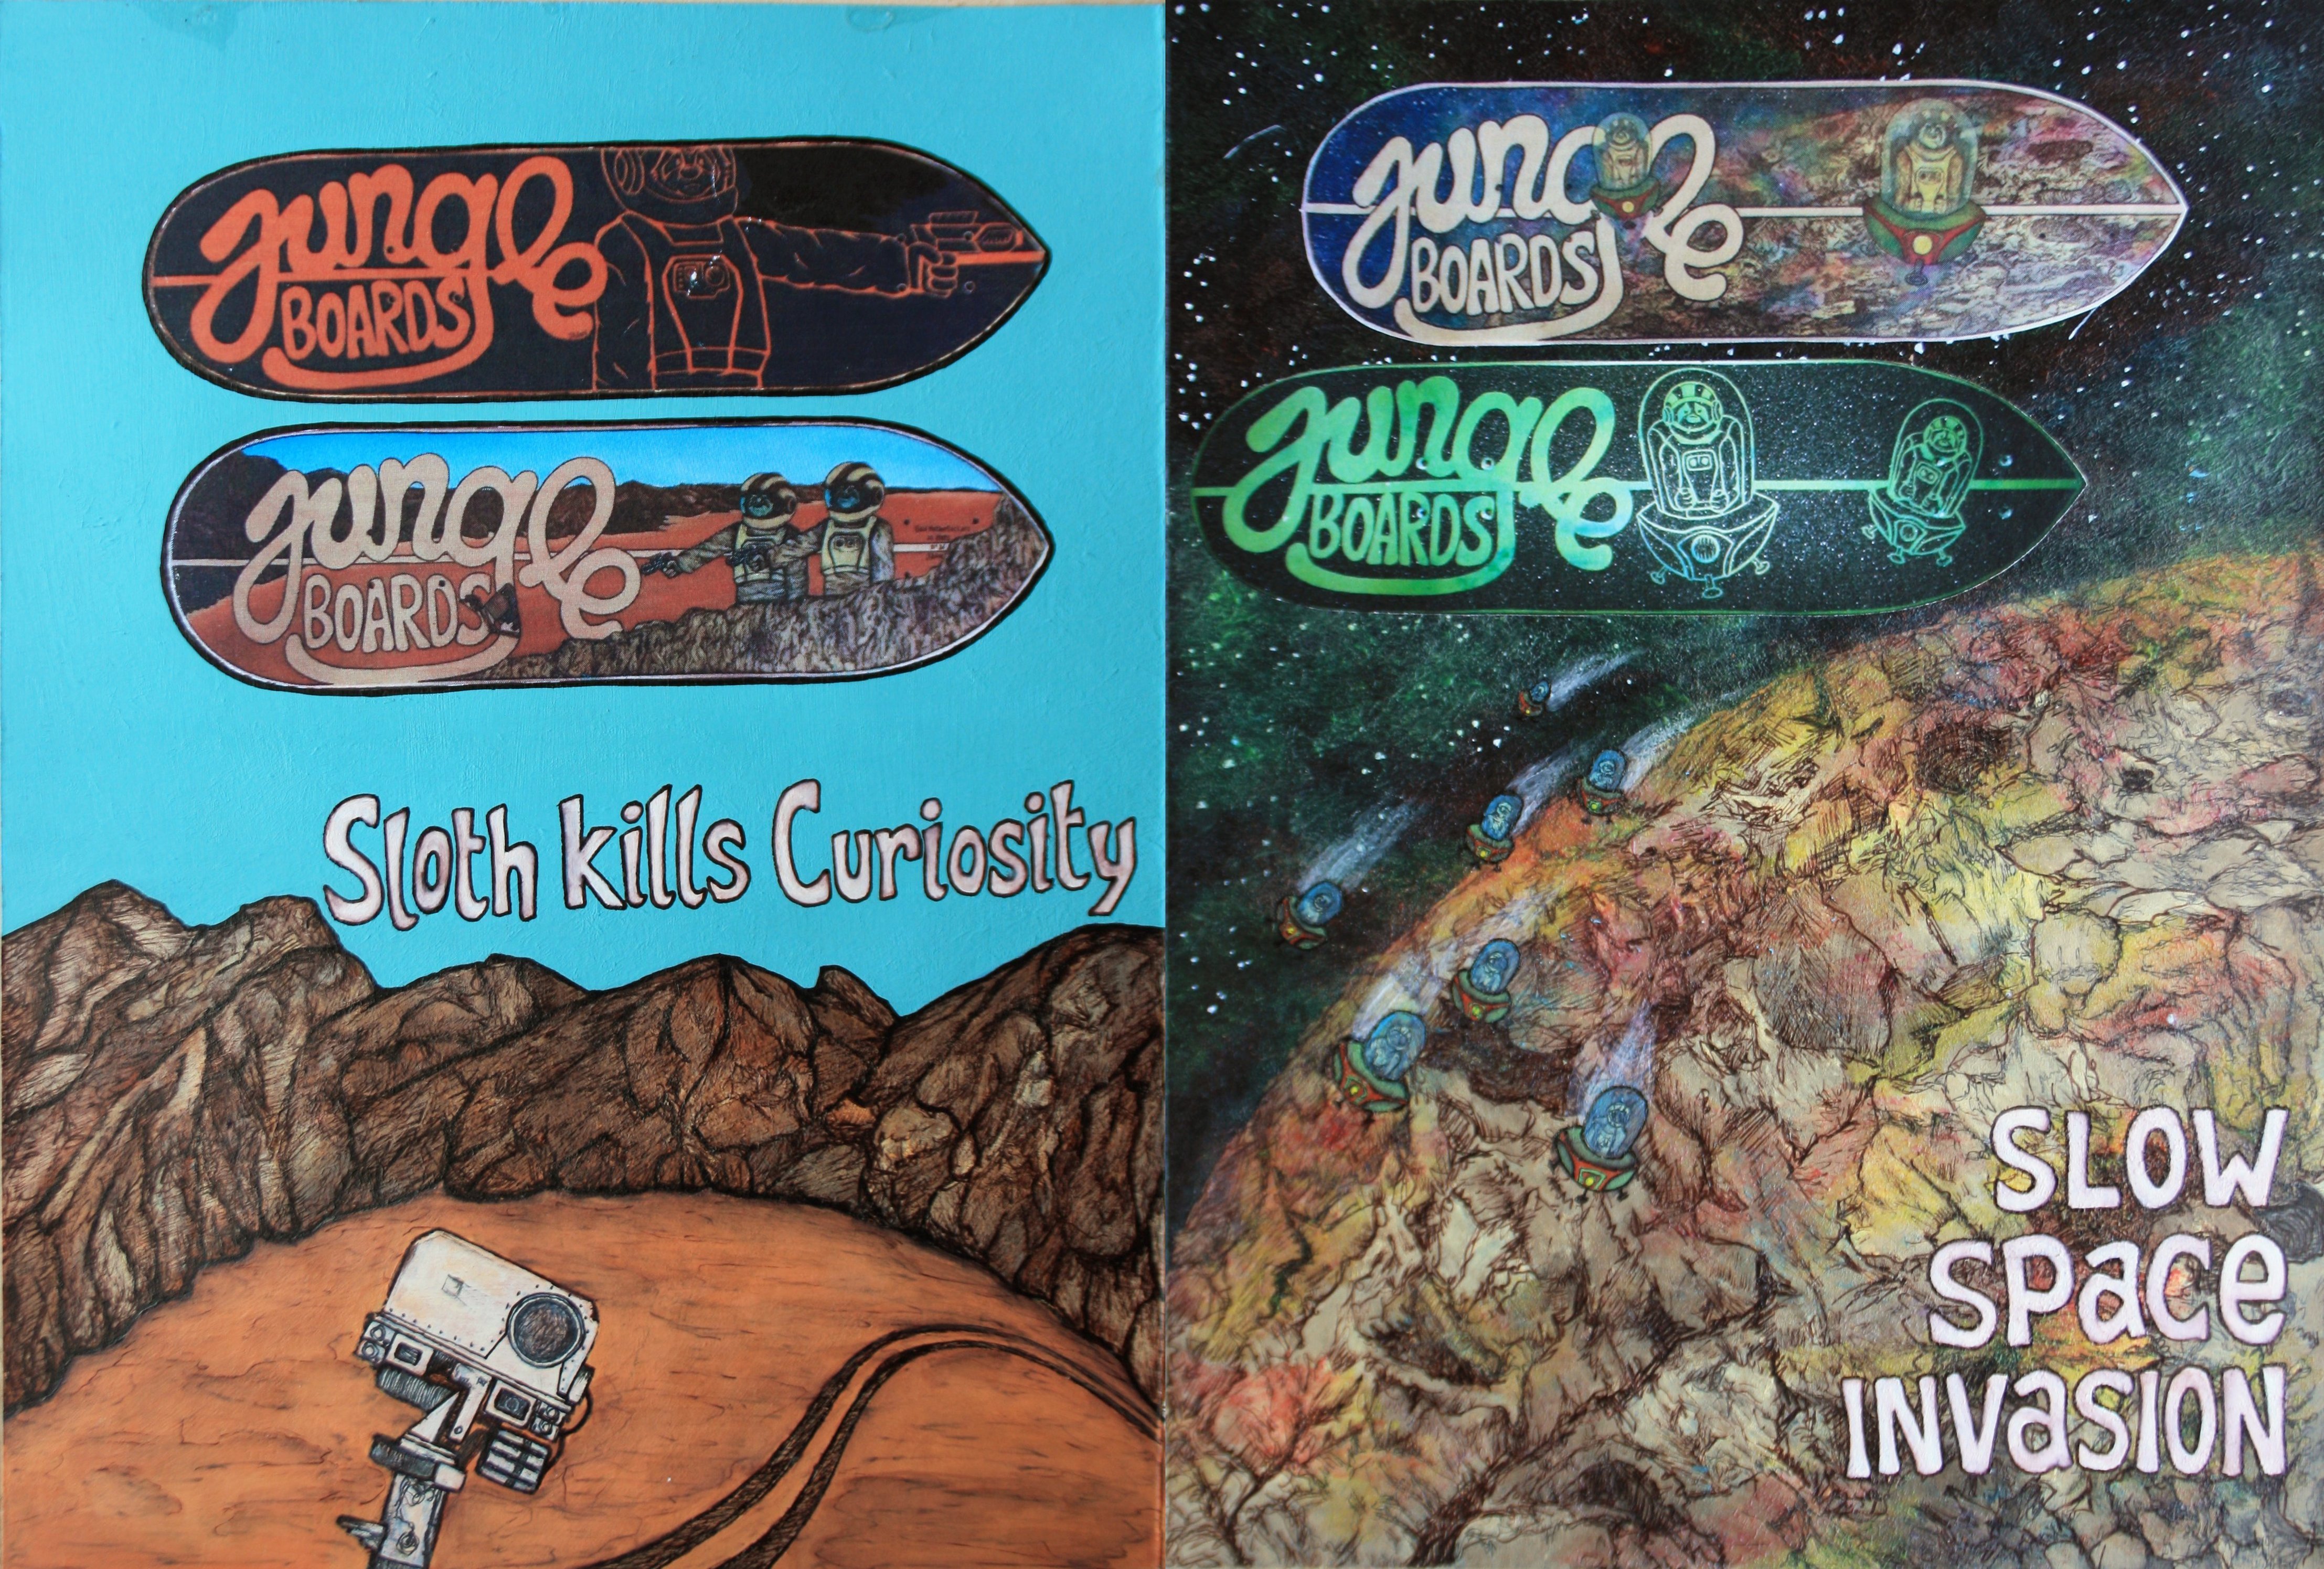 Jungle
BOARDS
Jungle
BOARDS
Sloth kills Curiosity
Jungle
BOARDS
Jungle
BOARDS
SLOW
SPace
INVaSION